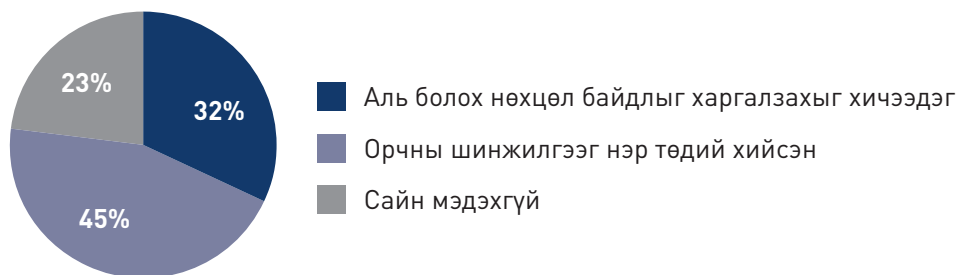 23%
32%
45%
Аль болох нөхцөл байдлыг харгалзахыг хичээдэг
Орчны шинжилгээг нэр төдий хийсэн
Сайн мэдэхгүй